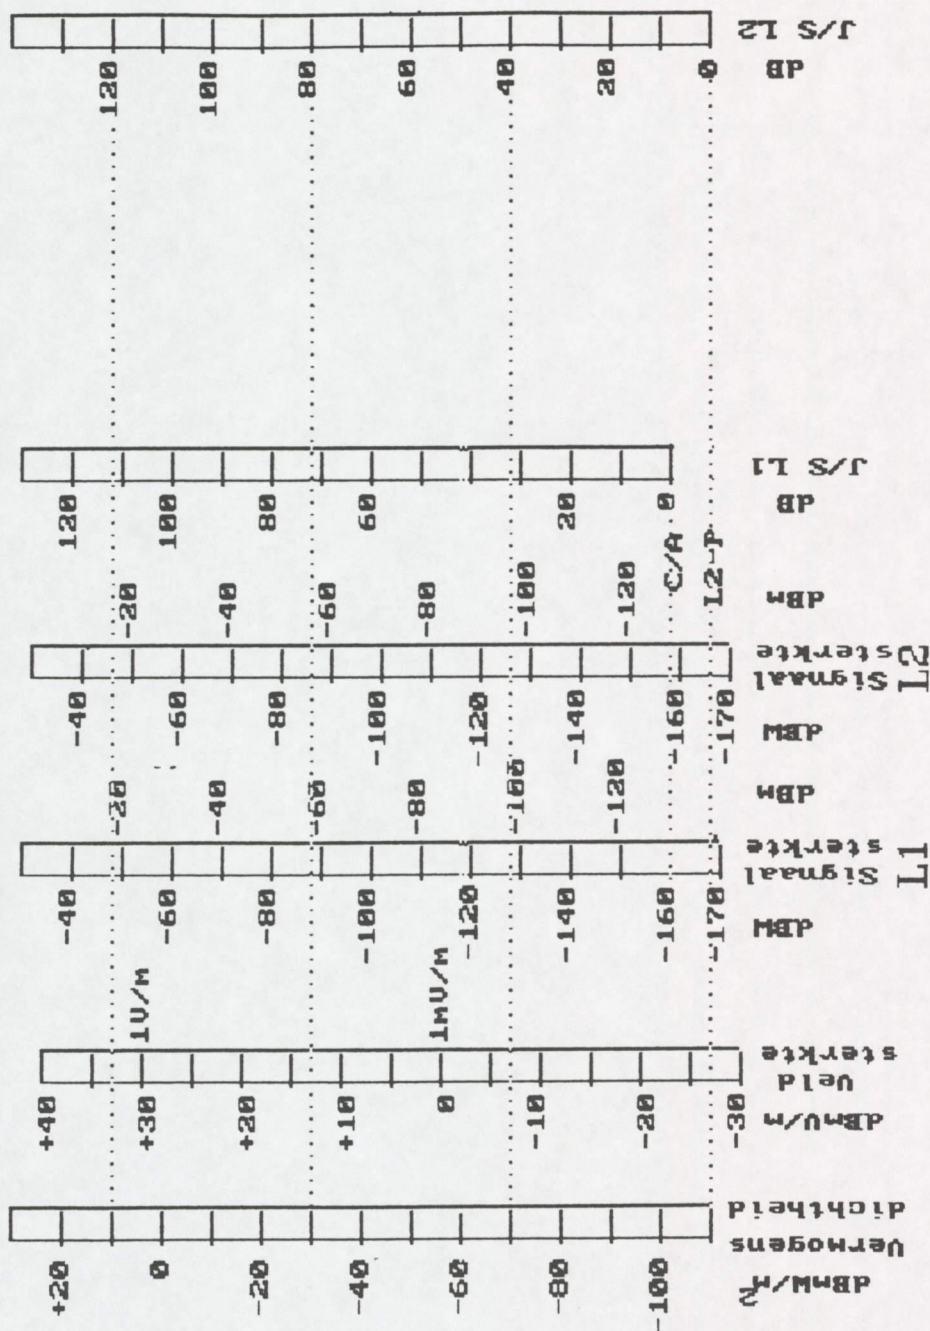 dBmW/m²
+20 0 -20 -40 -60 -80 -100
Vermogens
dichtheid
dBmV/m
+40 +30 +20 +10 0 -10 -20 -30
Veld
sterkte
1V/m 1mV/m
dBW
-40 -60 -80 -100 -120 -140 -160 -170
Signaal
sterkte
L1
dBm
-20 -40 -60 -80 -100 -120
dBW
-40 -60 -80 -100 -120 -140 -160 -170
Signaal
sterkte
L2
dBm
-20 -40 -60 -80 -100 -120
C/A
L2-P
dB
120 100 80 60 20 0
J/S L1
dB
120 100 80 60 40 20 0
J/S L2